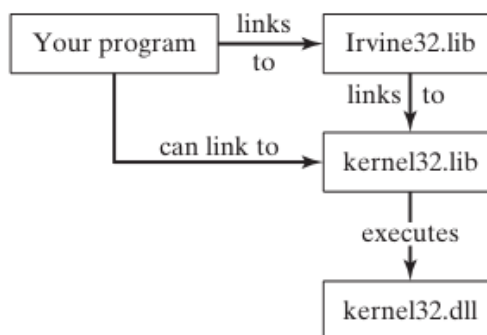 Your program
links
to
Irvine32.lib
links to
can link to
kernel32.lib
executes
kernel32.dll